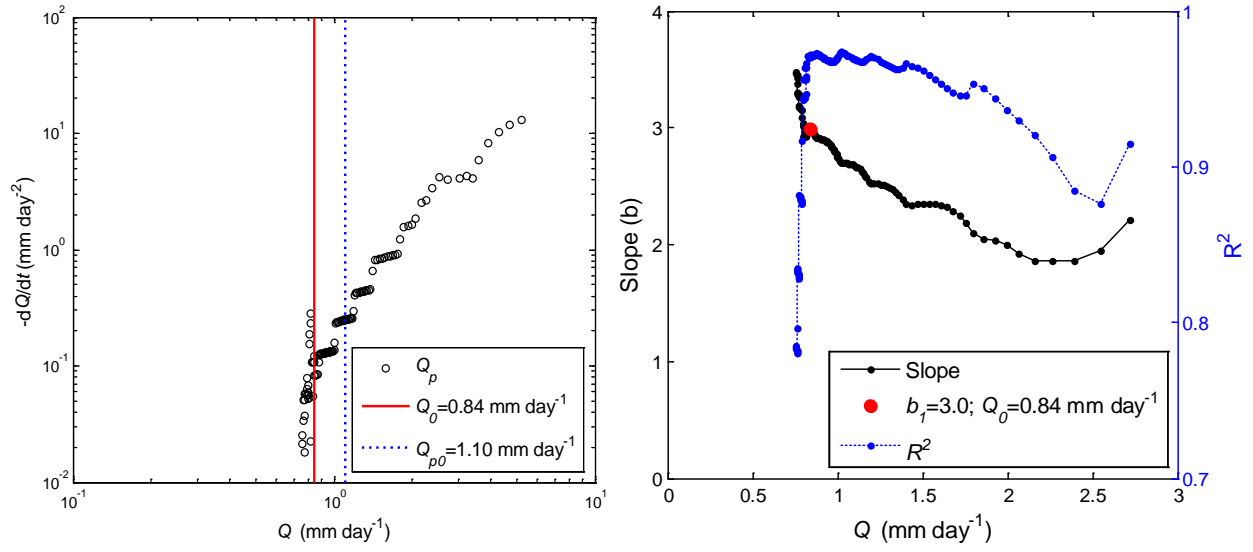 10^2
10^1
10^0
10^-1
10^-2
-dQ/dt (mm day^-2)
Q_p
Q_0=0.84 mm day^-1
Q_p0=1.10 mm day^-1
10^-1
10^0
10^1
Q (mm day^-1)
4
3
2
1
0
Slope (b)
1
0.9
0.8
0.7
R^2
Slope
b_1=3.0; Q_0=0.84 mm day^-1
R^2
0
0.5
1
1.5
2
2.5
3
Q (mm day^-1)